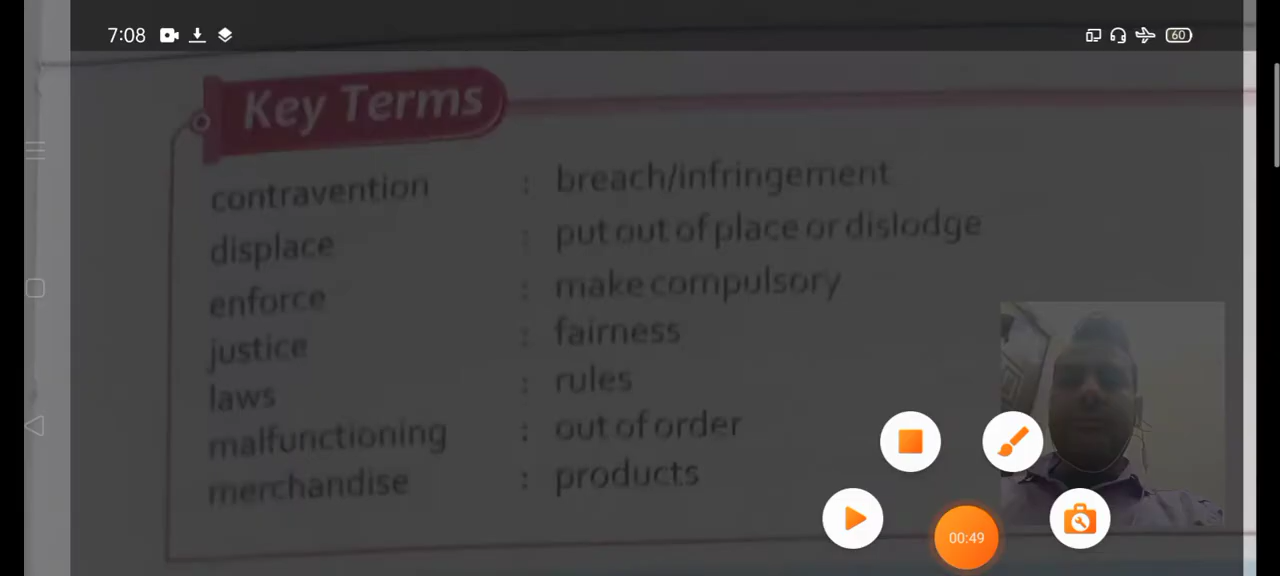 7:08
60
Key Terms
contravention : breach/infringement
displace : put out of place or dislodge
enforce : make compulsory
justice : fairness
laws : rules
malfunctioning : out of order
merchandise : products
00:49